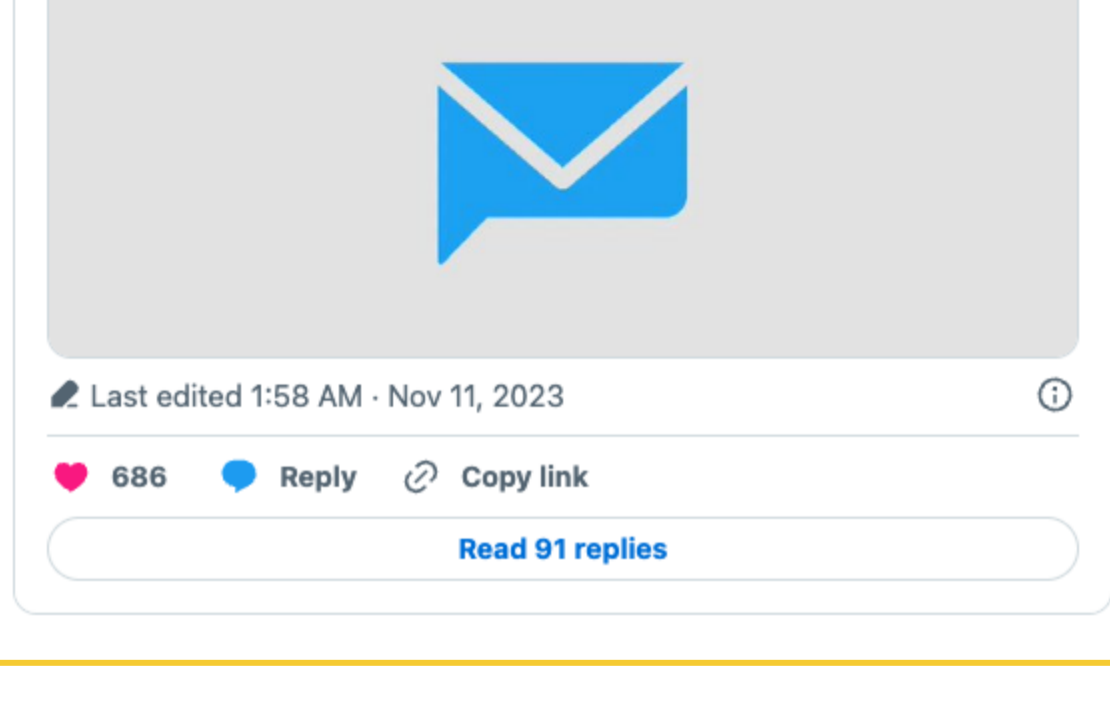 Last edited 1:58 AM · Nov 11, 2023
686 Reply Copy link
Read 91 replies